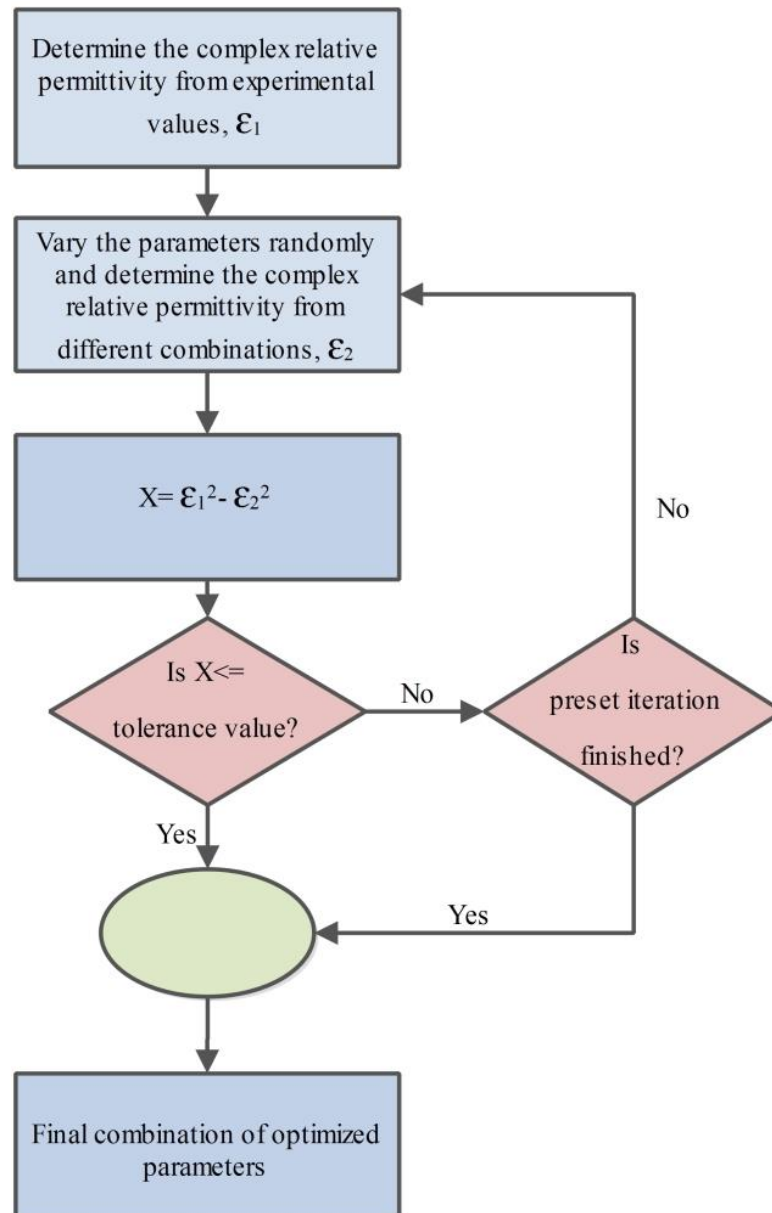 Determine the complex relative
permittivity from experimental
values, ε₁
Vary the parameters randomly
and determine the complex
relative permittivity from
different combinations, ε₂
X= ε₁²- ε₂²
No
Is X<=
tolerance value?
No
Is
preset iteration
finished?
Yes
Yes
Final combination of optimized
parameters